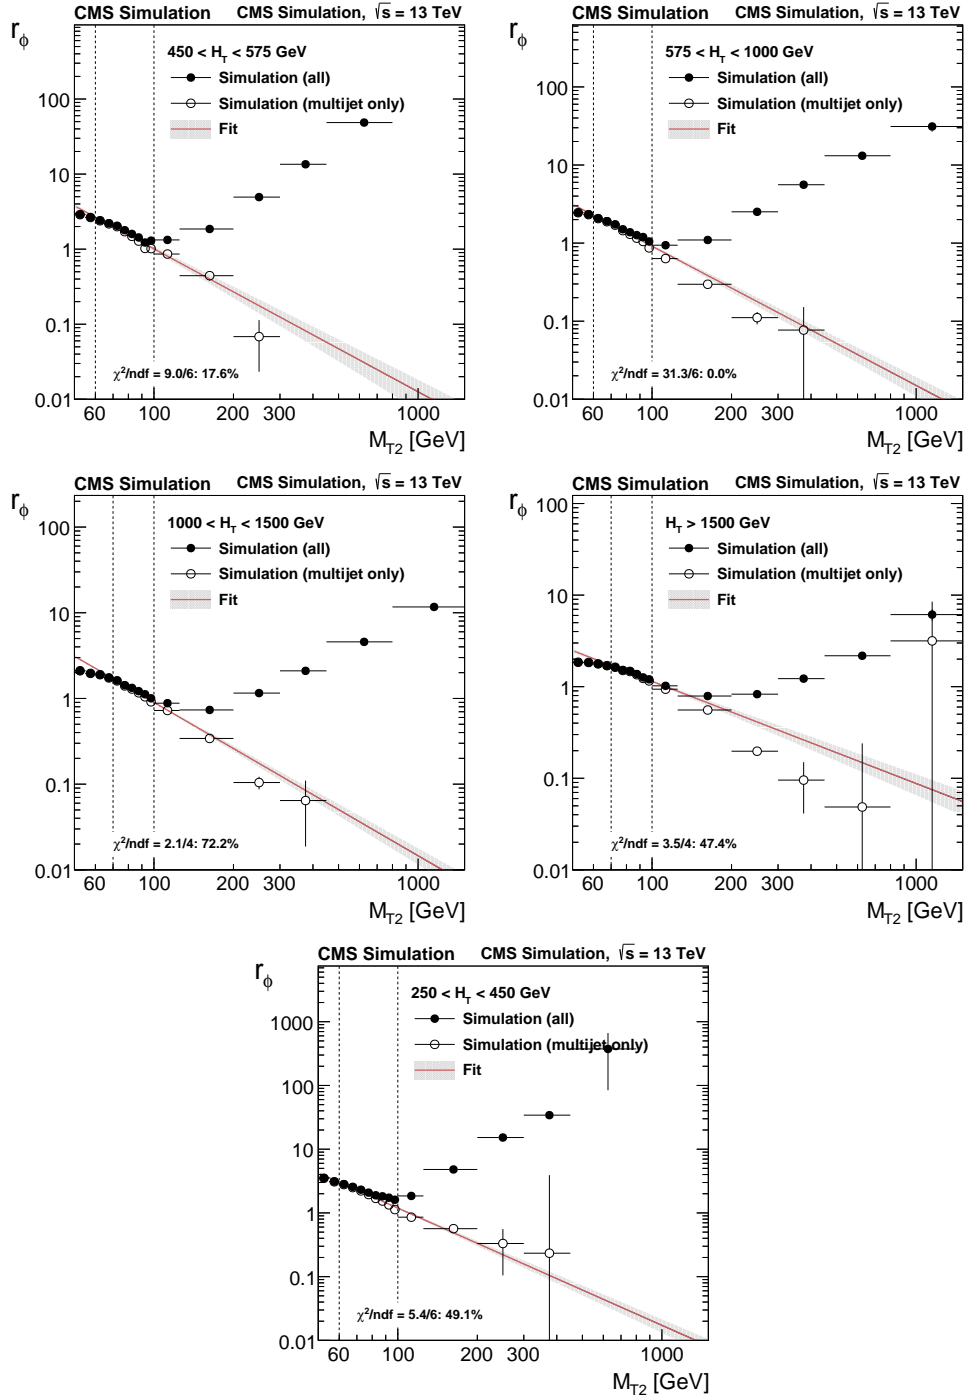 CMS Simulation CMS Simulation, √s = 13 TeV
r_ϕ
450 < H_T < 575 GeV
Simulation (all)
100
Simulation (multijet only)
Fit
10
1
0.1
χ²/ndf = 9.0/6: 17.6%
0.01
60 100 200 300 1000
M_T2 [GeV]
CMS Simulation CMS Simulation, √s = 13 TeV
r_ϕ
575 < H_T < 1000 GeV
Simulation (all)
100
Simulation (multijet only)
Fit
10
1
0.1
χ²/ndf = 31.3/6: 0.0%
0.01
60 100 200 300 1000
M_T2 [GeV]
CMS Simulation CMS Simulation, √s = 13 TeV
r_ϕ
1000 < H_T < 1500 GeV
100
Simulation (all)
Simulation (multijet only)
Fit
10
1
0.1
χ²/ndf = 2.1/4: 72.2%
0.01
60 100 200 300 1000
M_T2 [GeV]
CMS Simulation CMS Simulation, √s = 13 TeV
r_ϕ
H_T > 1500 GeV
100
Simulation (all)
Simulation (multijet only)
Fit
10
1
0.1
χ²/ndf = 3.5/4: 47.4%
0.01
60 100 200 300 1000
M_T2 [GeV]
CMS Simulation CMS Simulation, √s = 13 TeV
r_ϕ
250 < H_T < 450 GeV
1000
Simulation (all)
Simulation (multijet only)
Fit
100
10
1
0.1
χ²/ndf = 5.4/6: 49.1%
0.01
60 100 200 300 1000
M_T2 [GeV]